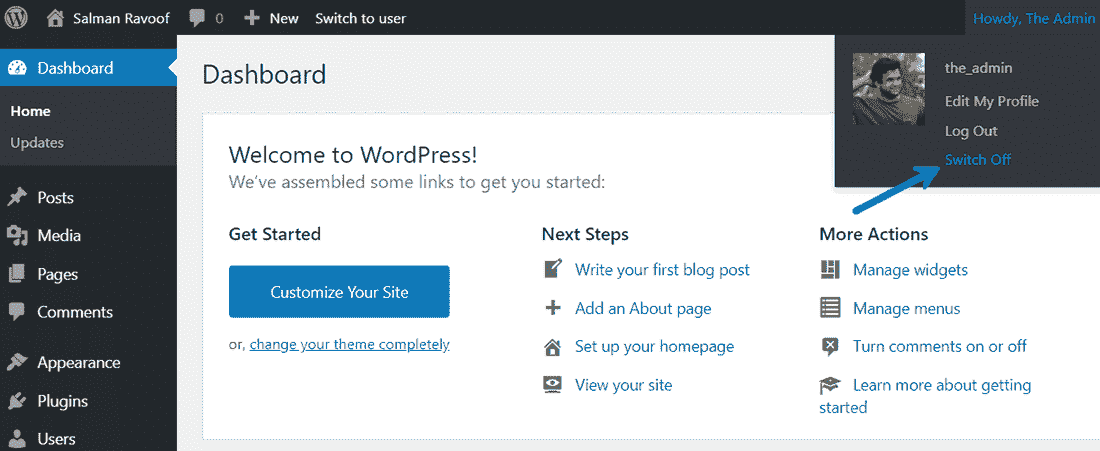 Salman Ravoof 0 New Switch to user Howdy, The Admin
the_admin
Edit My Profile
Log Out
Switch Off
Dashboard
Home
Updates
Posts
Media
Pages
Comments
Appearance
Plugins
Users
Dashboard
Welcome to WordPress!
We've assembled some links to get you started:
Get Started
Customize Your Site
or, change your theme completely
Next Steps
Write your first blog post
Add an About page
Set up your homepage
View your site
More Actions
Manage widgets
Manage menus
Turn comments on or off
Learn more about getting
started